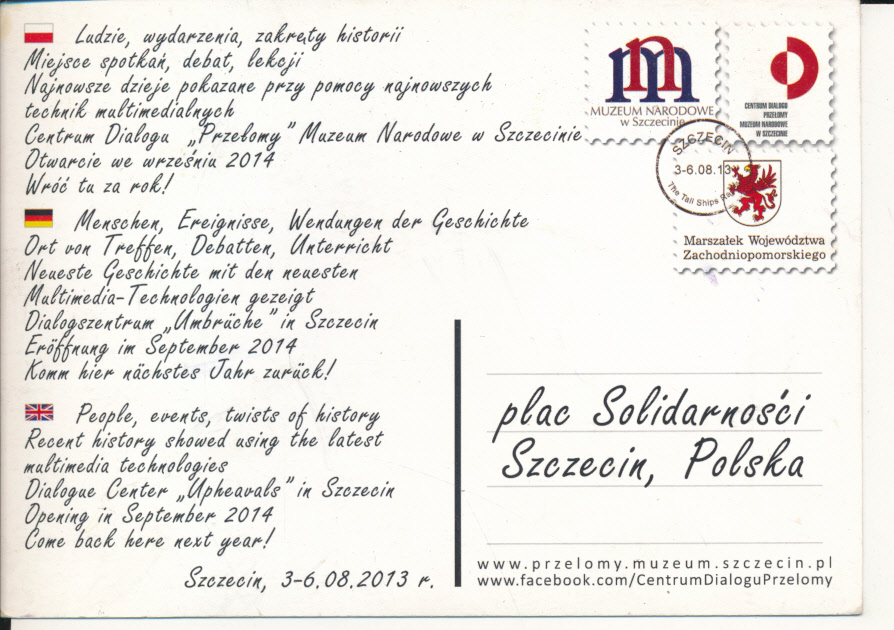 Ludzie, wydarzenia, zakręty historii
Miejsce spotkań, debat, lekcji
Najnowsze dzieje pokazane przy pomocy najnowszych
technik multimedialnych
Centrum Dialogu „Przełomy” Muzeum Narodowe w Szczecinie
Otwarcie we wrześniu 2014
Wróć tu za rok!
Menschen, Ereignisse, Wendungen der Geschichte
Ort von Treffen, Debatten, Unterricht
Neueste Geschichte mit den neuesten
Multimedia-Technologien gezeigt
Dialogszentrum „Umbrüche” in Szczecin
Eröffnung im September 2014
Komm hier nächstes Jahr zurück!
People, events, twists of history
Recent history showed using the latest
multimedia technologies
Dialogue Center „Upheavals” in Szczecin
Opening in September 2014
Come back here next year!
Szczecin, 3-6.08.2013 r.
MUZEUM NARODOWE
w Szczecinie
CENTRUM DIALOGU
PRZEŁOMY
MUZEUM NARODOWE
W SZCZECINIE
SZCZECIN
3-6.08.13
The Tall Ships
Marszałek Województwa
Zachodniopomorskiego
plac Solidarności
Szczecin, Polska
www.przelomy.muzeum.szczecin.pl
www.facebook.com/CentrumDialoguPrzelomy